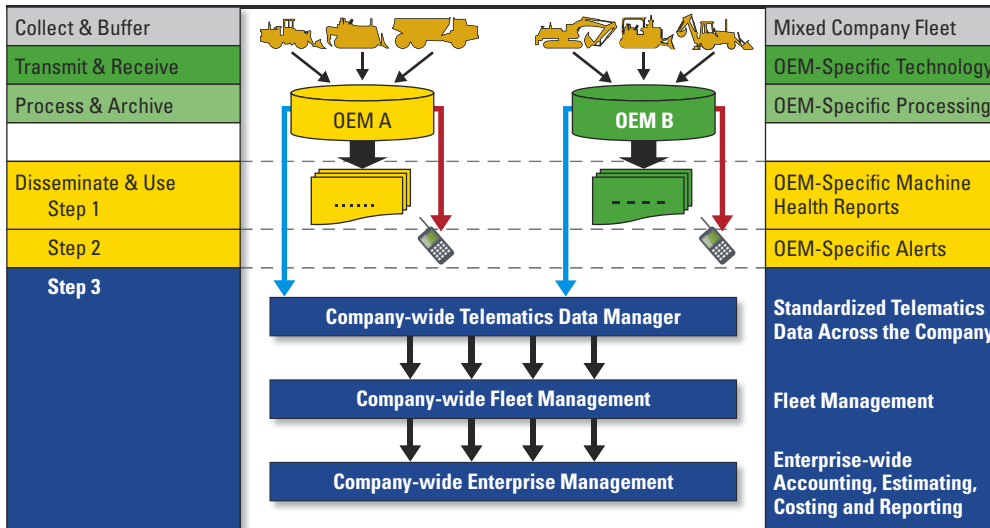 Collect & Buffer
Mixed Company Fleet
Transmit & Receive
OEM-Specific Technology
Process & Archive
OEM A
OEM B
OEM-Specific Processing
Disseminate & Use
Step 1
......
– – – –
OEM-Specific Machine
Health Reports
Step 2
OEM-Specific Alerts
Step 3
Company-wide Telematics Data Manager
Standardized Telematics
Data Across the Company
Company-wide Fleet Management
Fleet Management
Company-wide Enterprise Management
Enterprise-wide
Accounting, Estimating,
Costing and Reporting